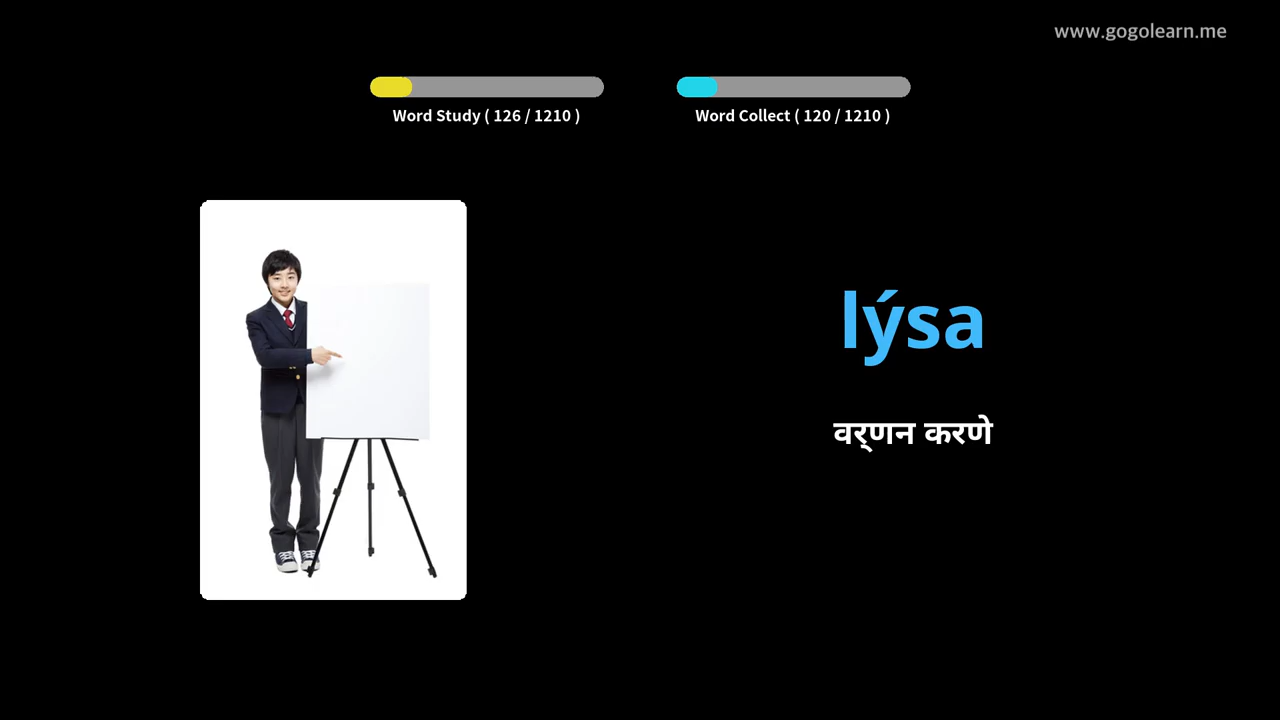 www.gogolearn.me
Word Study ( 126 / 1210 )
Word Collect ( 120 / 1210 )
lýsa
वर्णन करणे